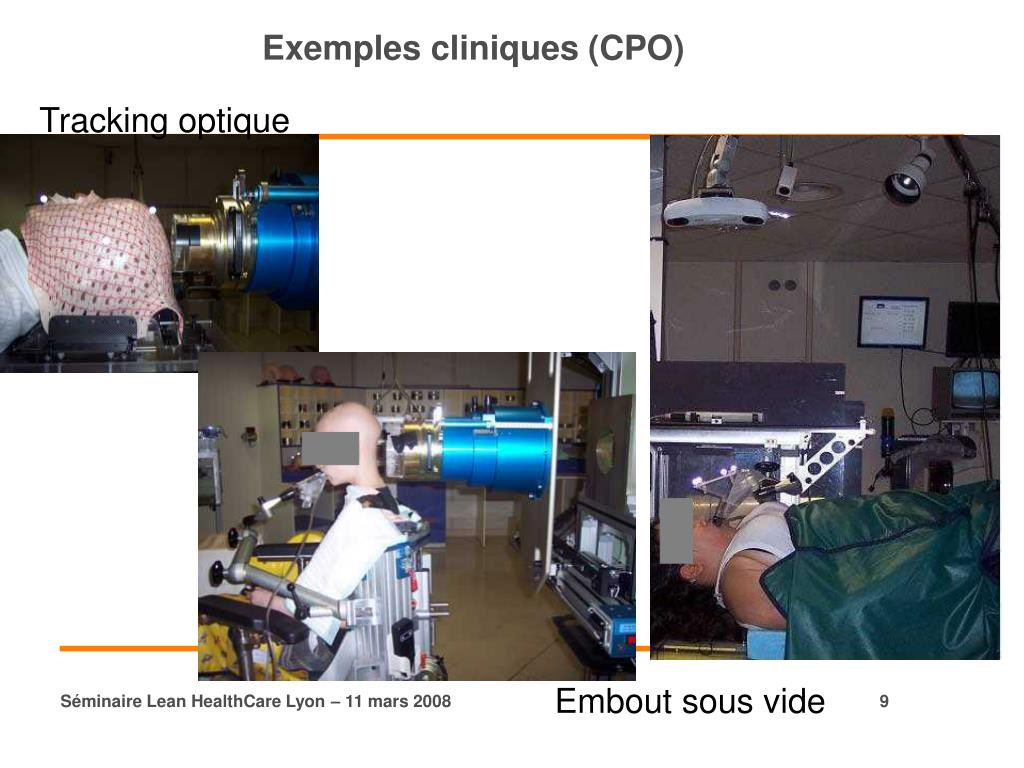 Exemples cliniques (CPO)
Tracking optique
Embout sous vide
Séminaire Lean HealthCare Lyon – 11 mars 2008
9